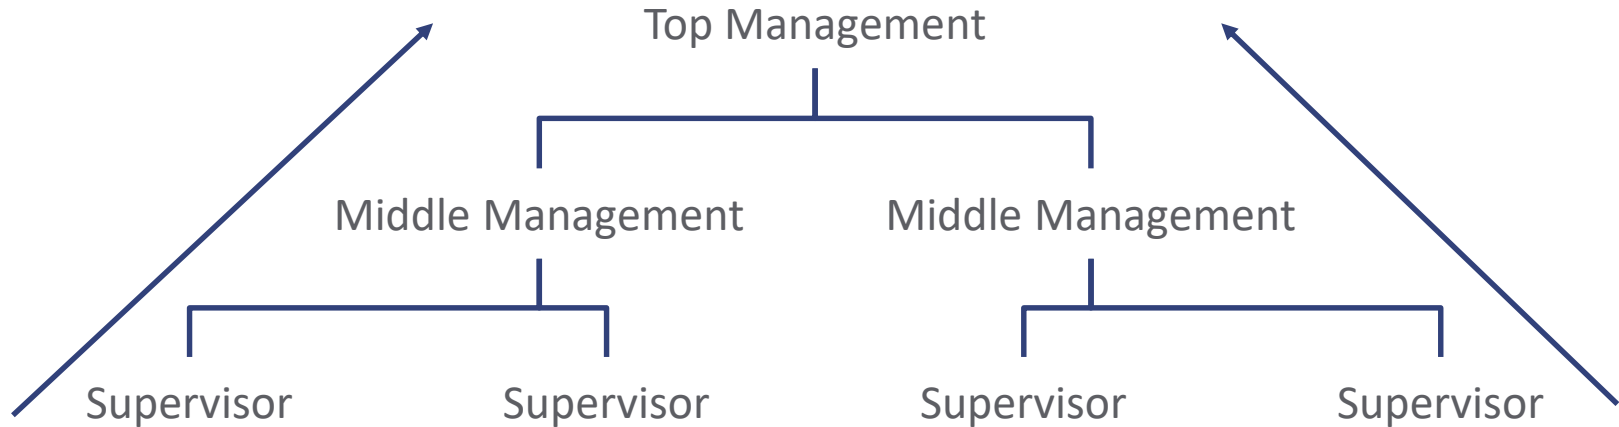 Top Management
Middle Management Middle Management
Supervisor Supervisor Supervisor Supervisor